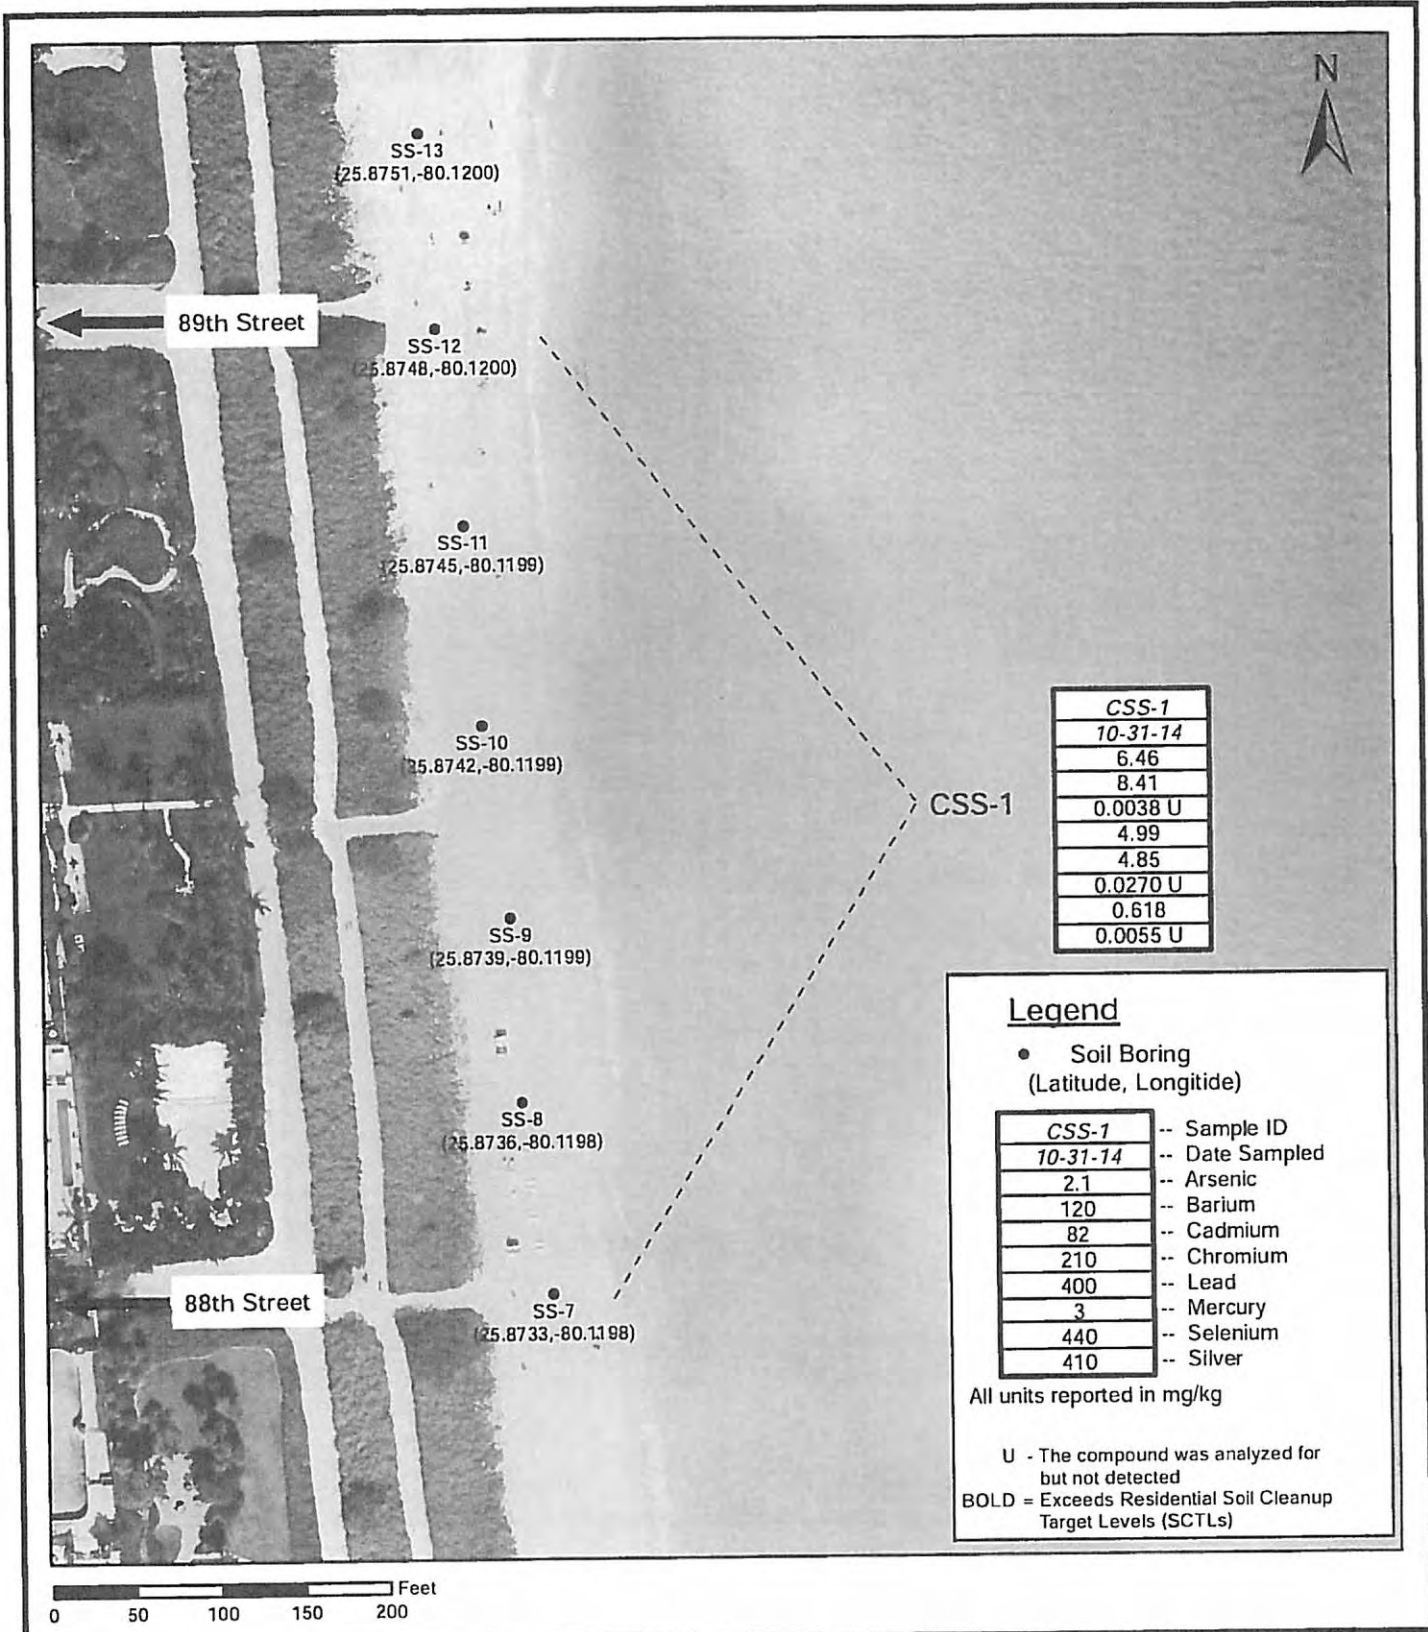 N
SS-13
(25.8751,-80.1200)
89th Street
SS-12
(25.8748,-80.1200)
SS-11
(25.8745,-80.1199)
SS-10
(25.8742,-80.1199)
CSS-1
CSS-1
10-31-14
6.46
8.41
0.0038 U
4.99
4.85
0.0270 U
0.618
0.0055 U
SS-9
(25.8739,-80.1199)
SS-8
(25.8736,-80.1198)
88th Street
SS-7
(25.8733,-80.1198)
Legend
Soil Boring
(Latitude, Longitide)
CSS-1 -- Sample ID
10-31-14 -- Date Sampled
2.1 -- Arsenic
120 -- Barium
82 -- Cadmium
210 -- Chromium
400 -- Lead
3 -- Mercury
440 -- Selenium
410 -- Silver
All units reported in mg/kg
U - The compound was analyzed for
but not detected
BOLD = Exceeds Residential Soil Cleanup
Target Levels (SCTLs)
Feet
0 50 100 150 200